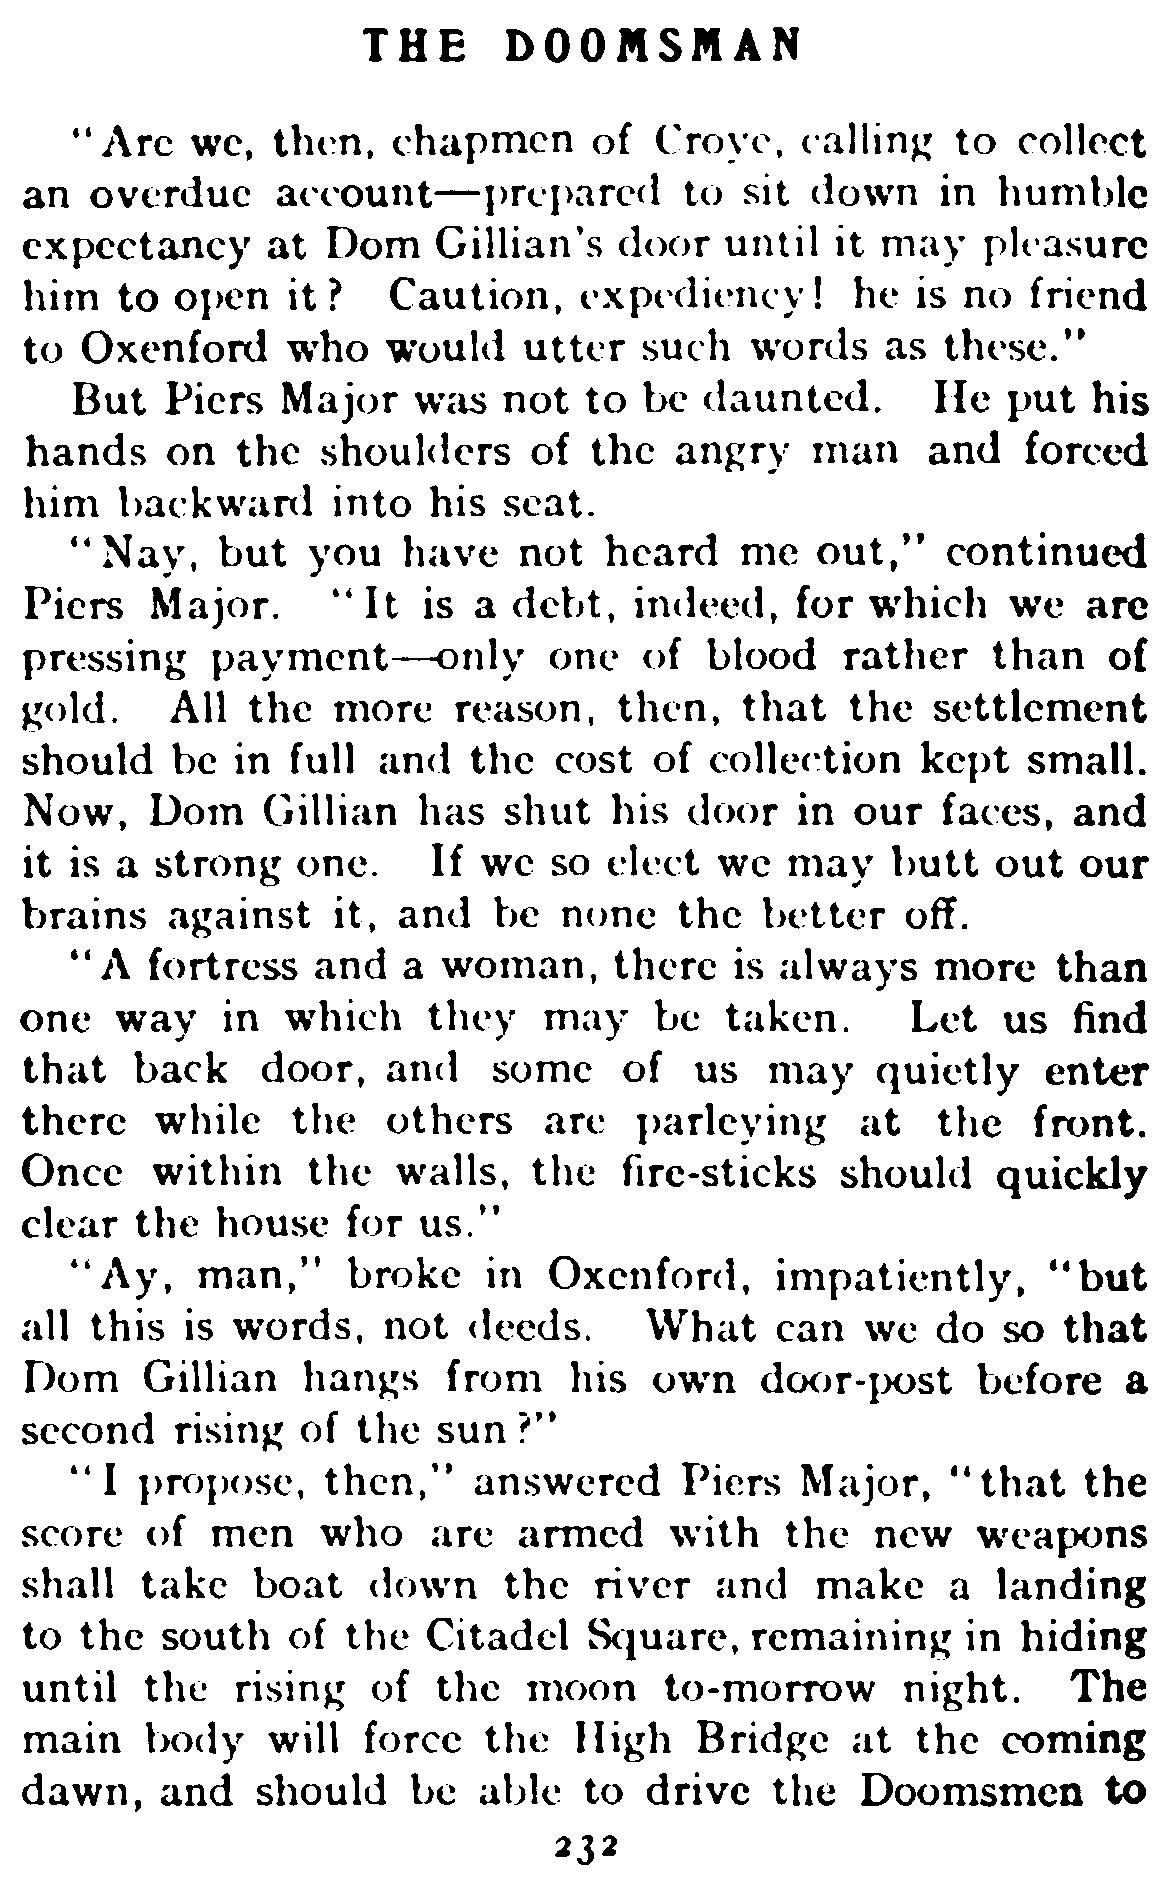 THE DOOMSMAN
"Are we, then, chapmen of Croye, calling to collect
an overdue account—prepared to sit down in humble
expectancy at Dom Gillian's door until it may pleasure
him to open it? Caution, expediency! he is no friend
to Oxenford who would utter such words as these."
But Piers Major was not to be daunted. He put his
hands on the shoulders of the angry man and forced
him backward into his seat.
"Nay, but you have not heard me out," continued
Piers Major. "It is a debt, indeed, for which we are
pressing payment—only one of blood rather than of
gold. All the more reason, then, that the settlement
should be in full and the cost of collection kept small.
Now, Dom Gillian has shut his door in our faces, and
it is a strong one. If we so elect we may butt out our
brains against it, and be none the better off.
"A fortress and a woman, there is always more than
one way in which they may be taken. Let us find
that back door, and some of us may quietly enter
there while the others are parleying at the front.
Once within the walls, the fire-sticks should quickly
clear the house for us."
"Ay, man," broke in Oxenford, impatiently, "but
all this is words, not deeds. What can we do so that
Dom Gillian hangs from his own door-post before a
second rising of the sun?"
"I propose, then," answered Piers Major, "that the
score of men who are armed with the new weapons
shall take boat down the river and make a landing
to the south of the Citadel Square, remaining in hiding
until the rising of the moon to-morrow night. The
main body will force the High Bridge at the coming
dawn, and should be able to drive the Doomsmen to
232